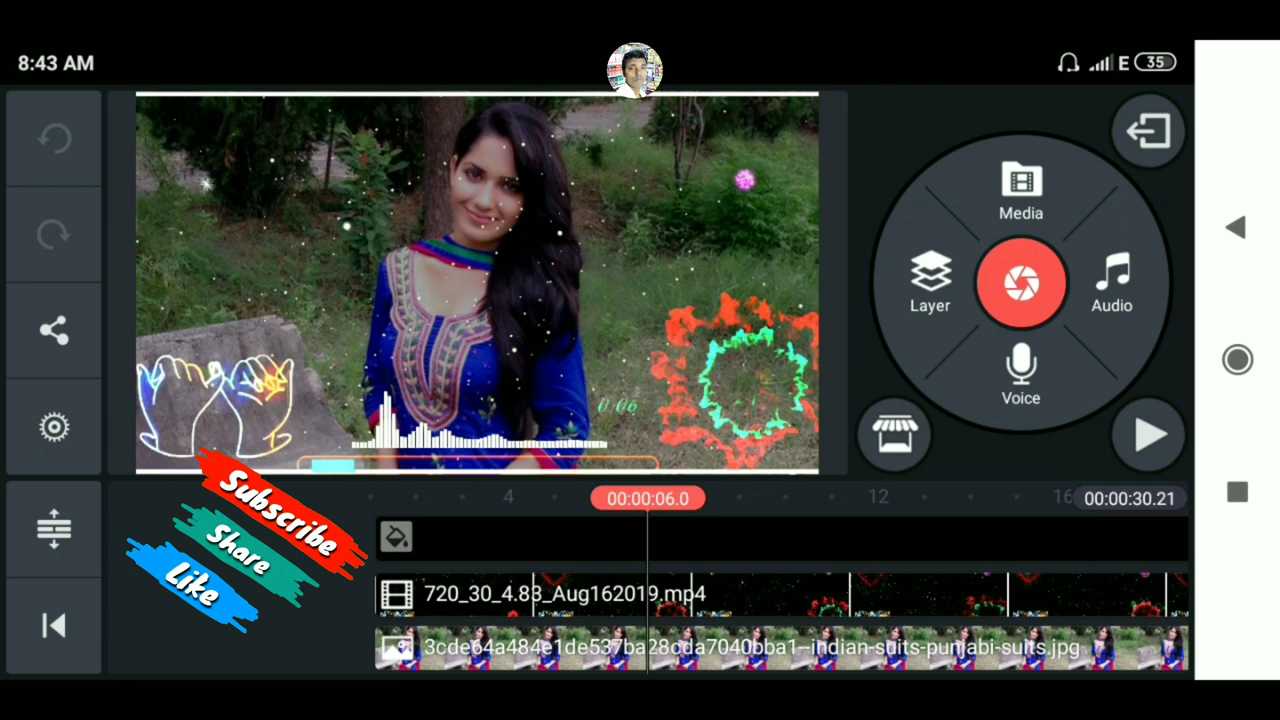 8:43 AM
E 35
Media
Layer
Audio
Voice
0:06
Subscribe
Share
Like
4
00:00:06.0
12
16
00:00:30.21
720_30_4.83_Aug162019.mp4
3cde64a484e1de537ba28cda7040bba1--indian-suits-punjabi-suits.jpg